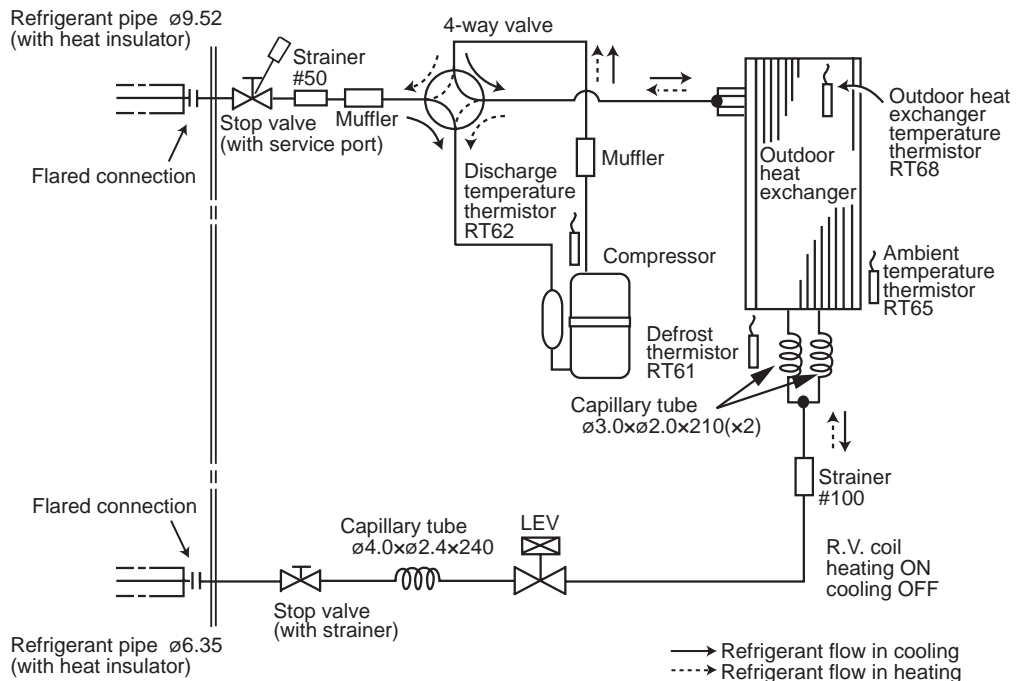 Refrigerant pipe ø9.52
(with heat insulator)
4-way valve
Strainer
#50
Stop valve
(with service port)
Muffler
Flared connection
Discharge
temperature
thermistor
RT62
Muffler
Compressor
Outdoor
heat
exchanger
Outdoor heat
exchanger
temperature
thermistor
RT68
Ambient
temperature
thermistor
RT65
Defrost
thermistor
RT61
Capillary tube
ø3.0×ø2.0×210(×2)
Strainer
#100
Flared connection
Capillary tube
ø4.0×ø2.4×240
LEV
R.V. coil
heating ON
cooling OFF
Stop valve
(with strainer)
Refrigerant pipe ø6.35
(with heat insulator)
Refrigerant flow in cooling
Refrigerant flow in heating